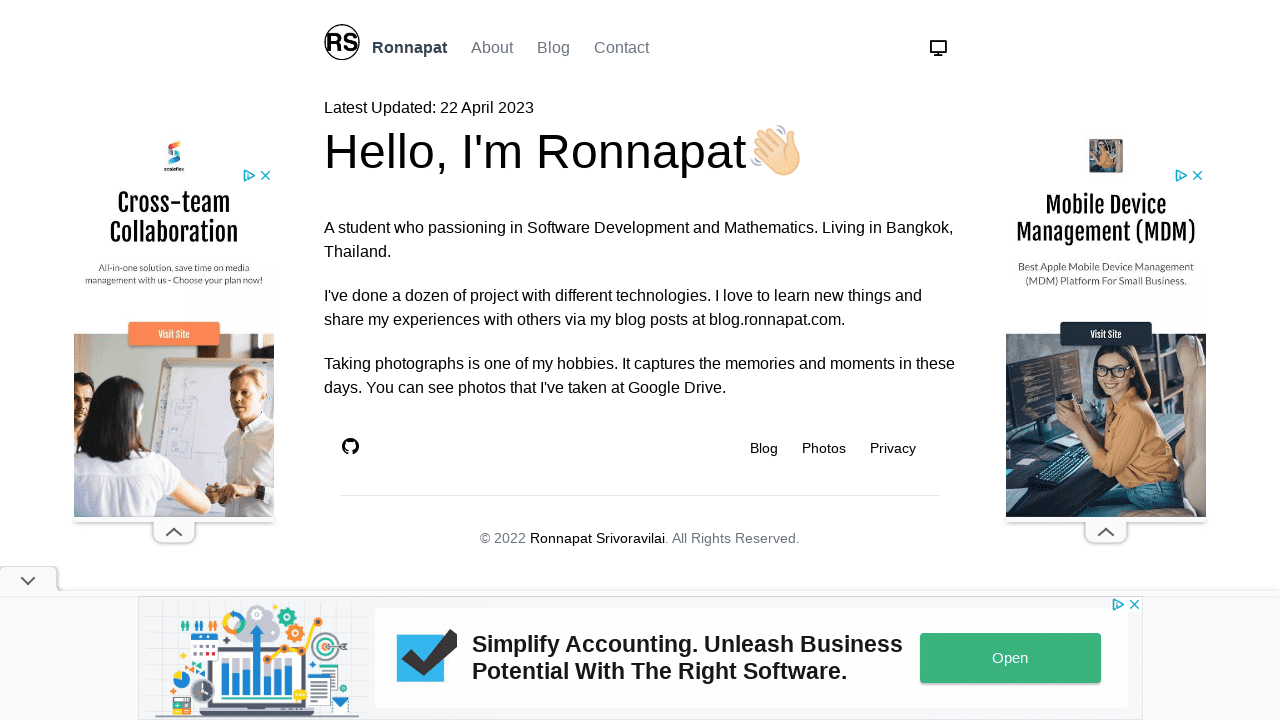 RS Ronnapat About Blog Contact
Latest Updated: 22 April 2023
Hello, I'm Ronnapat👋🏻
A student who passioning in Software Development and Mathematics. Living in Bangkok,
Thailand.
I've done a dozen of project with different technologies. I love to learn new things and
share my experiences with others via my blog posts at blog.ronnapat.com.
Taking photographs is one of my hobbies. It captures the memories and moments in these
days. You can see photos that I've taken at Google Drive.
Blog Photos Privacy
© 2022 Ronnapat Srivoravilai. All Rights Reserved.
scaleflex
Cross-team
Collaboration
All-in-one solution, save time on media
management with us - Choose your plan now!
Visit Site
Mobile Device
Management (MDM)
Best Apple Mobile Device Management
(MDM) Platform For Small Business.
Visit Site
Simplify Accounting. Unleash Business
Potential With The Right Software.
Open